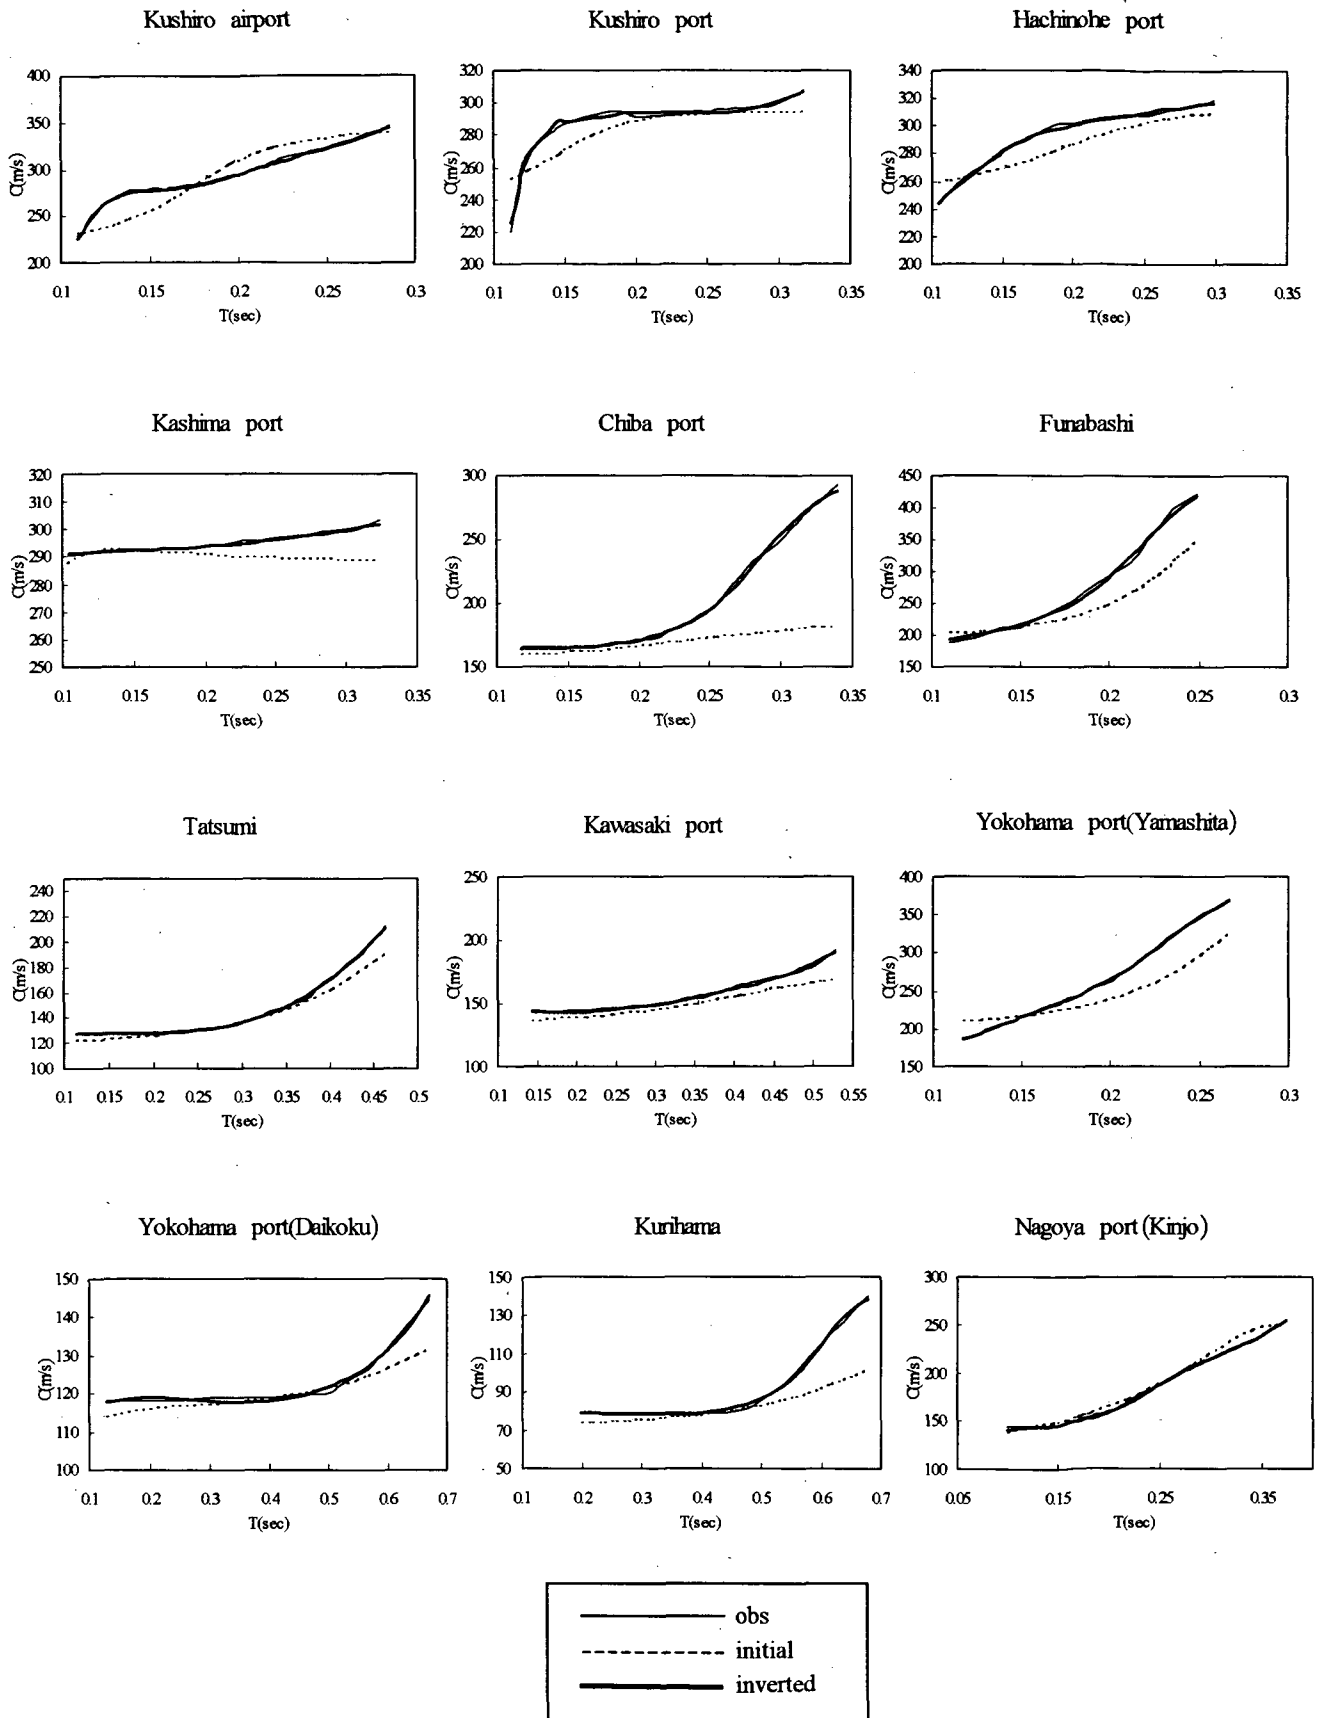 Kushiro airport Kushiro port Hachinohe port
400 320 340
350 300 320
300 280 300
250 260 280
200 240 260
220 240
200 220
200
C(m/s) C(m/s) C(m/s)
0.1 0.15 0.2 0.25 0.3 0.1 0.15 0.2 0.25 0.3 0.35 0.1 0.15 0.2 0.25 0.3 0.35
T(sec) T(sec) T(sec)
Kashima port Chiba port Funabashi
320 300 450
310 250 400
300 200 350
290 150 300
280 250
270 200
260 150
250
C(m/s) C(m/s) C(m/s)
0.1 0.15 0.2 0.25 0.3 0.35 0.1 0.15 0.2 0.25 0.3 0.35 0.1 0.15 0.2 0.25 0.3
T(sec) T(sec) T(sec)
Tatsumi Kawasaki port Yokohama port(Yamashita)
240 250 400
220 200 350
200 150 300
180 100 250
160 200
140 150
120
100
C(m/s) C(m/s) C(m/s)
0.1 0.15 0.2 0.25 0.3 0.35 0.4 0.45 0.5 0.1 0.15 0.2 0.25 0.3 0.35 0.4 0.45 0.5 0.55 0.1 0.15 0.2 0.25 0.3
T(sec) T(sec) T(sec)
Yokohama port(Daikoku) Kurihama Nagoya port (Kinjo)
150 150 300
140 130 250
130 110 200
120 90 150
110 70 100
100 50
C(m/s) C(m/s) C(m/s)
0.1 0.2 0.3 0.4 0.5 0.6 0.7 0.1 0.2 0.3 0.4 0.5 0.6 0.7 0.05 0.15 0.25 0.35
T(sec) T(sec) T(sec)
obs
initial
inverted